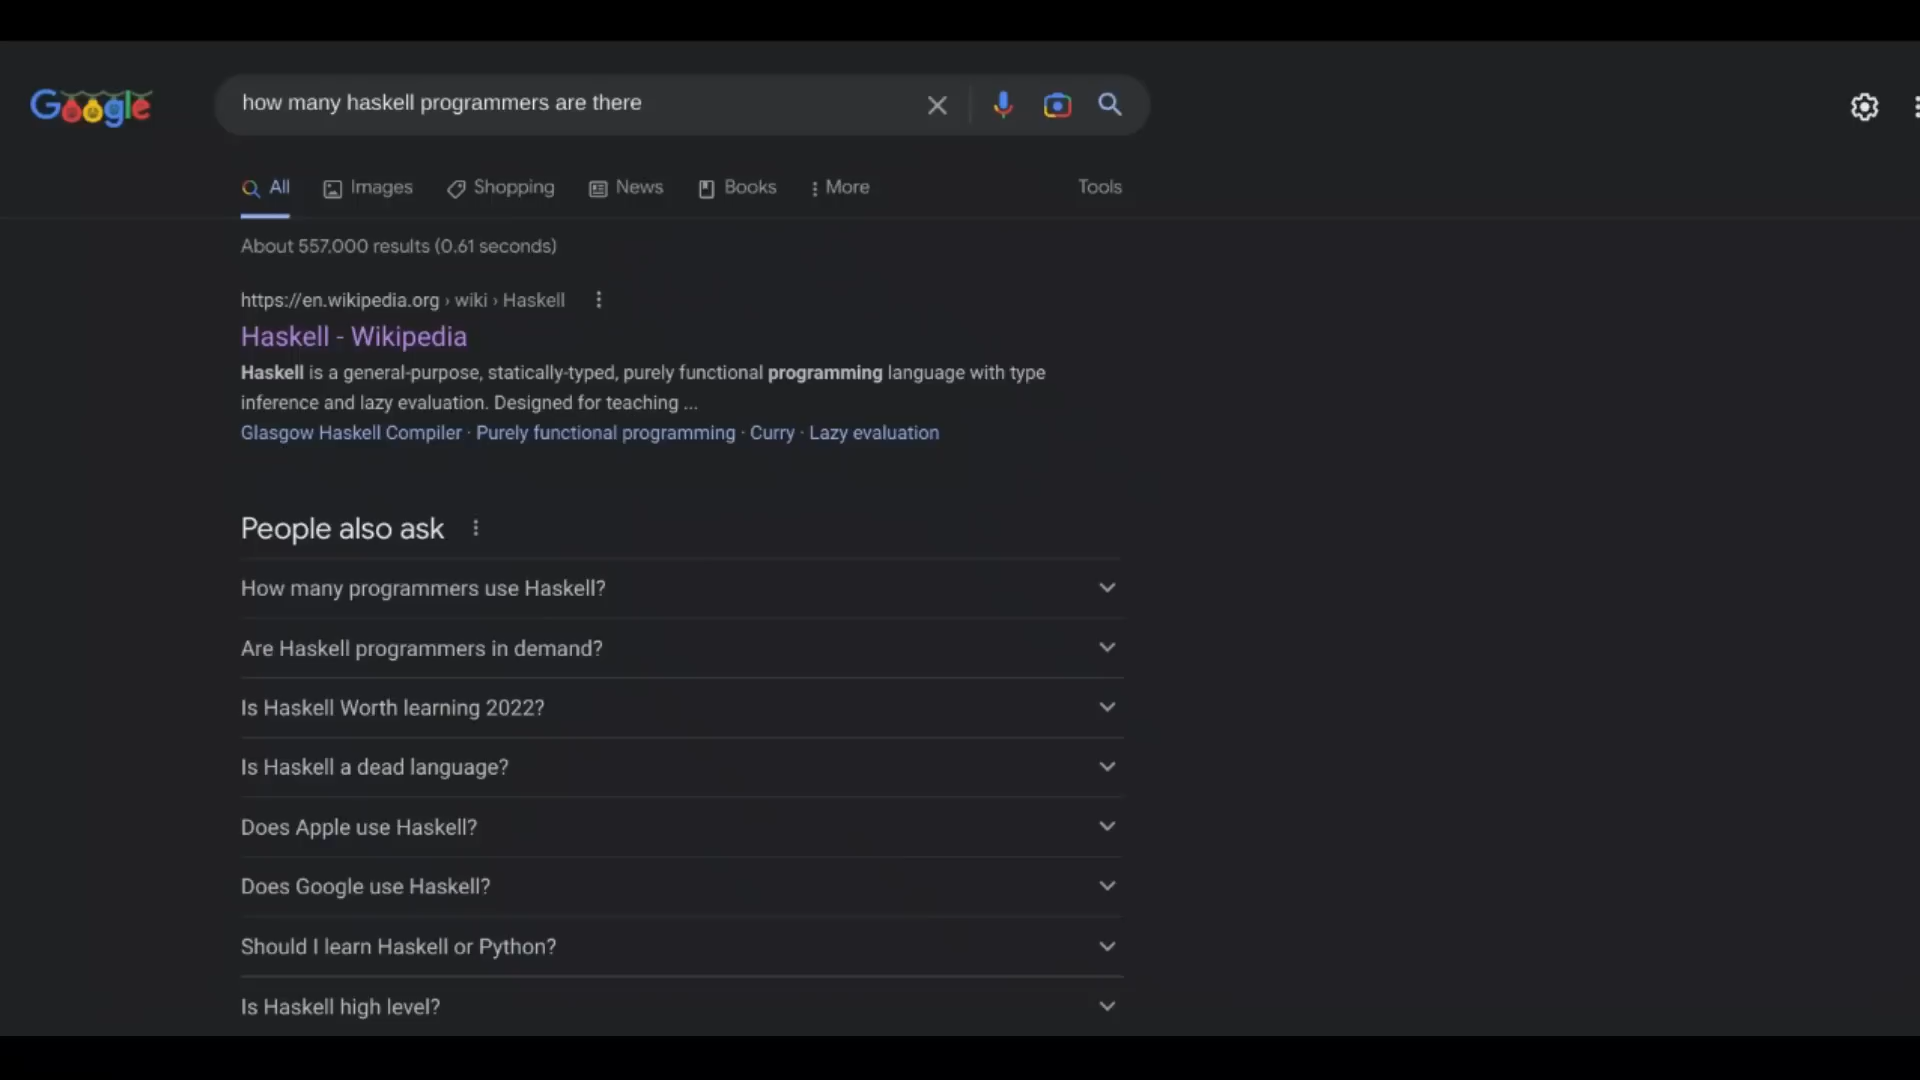 Google
how many haskell programmers are there
All Images Shopping News Books More Tools
About 557,000 results (0.61 seconds)
https://en.wikipedia.org › wiki › Haskell
Haskell - Wikipedia
Haskell is a general-purpose, statically-typed, purely functional programming language with type
inference and lazy evaluation. Designed for teaching ...
Glasgow Haskell Compiler · Purely functional programming · Curry · Lazy evaluation
People also ask
How many programmers use Haskell?
Are Haskell programmers in demand?
Is Haskell Worth learning 2022?
Is Haskell a dead language?
Does Apple use Haskell?
Does Google use Haskell?
Should I learn Haskell or Python?
Is Haskell high level?